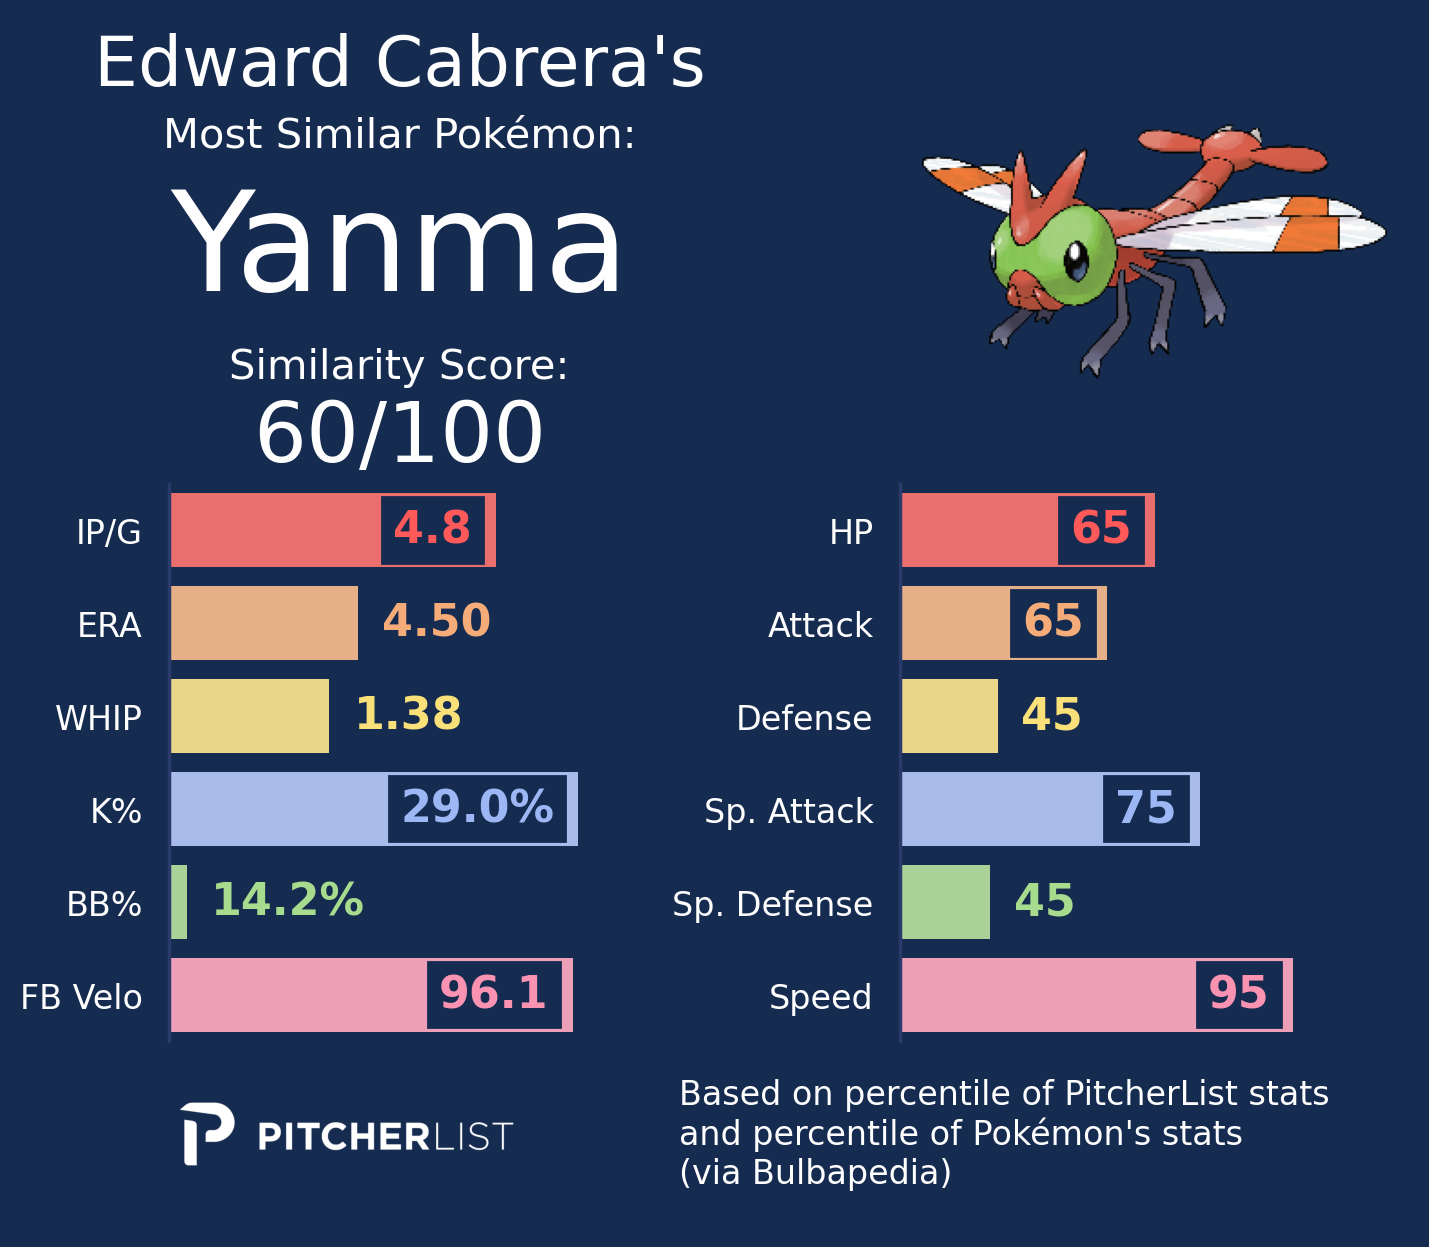 Edward Cabrera's
Most Similar Pokémon:
Yanma
Similarity Score:
60/100
IP/G 4.8
ERA 4.50
WHIP 1.38
K% 29.0%
BB% 14.2%
FB Velo 96.1
HP 65
Attack 65
Defense 45
Sp. Attack 75
Sp. Defense 45
Speed 95
PITCHERLIST
Based on percentile of PitcherList stats
and percentile of Pokémon's stats
(via Bulbapedia)